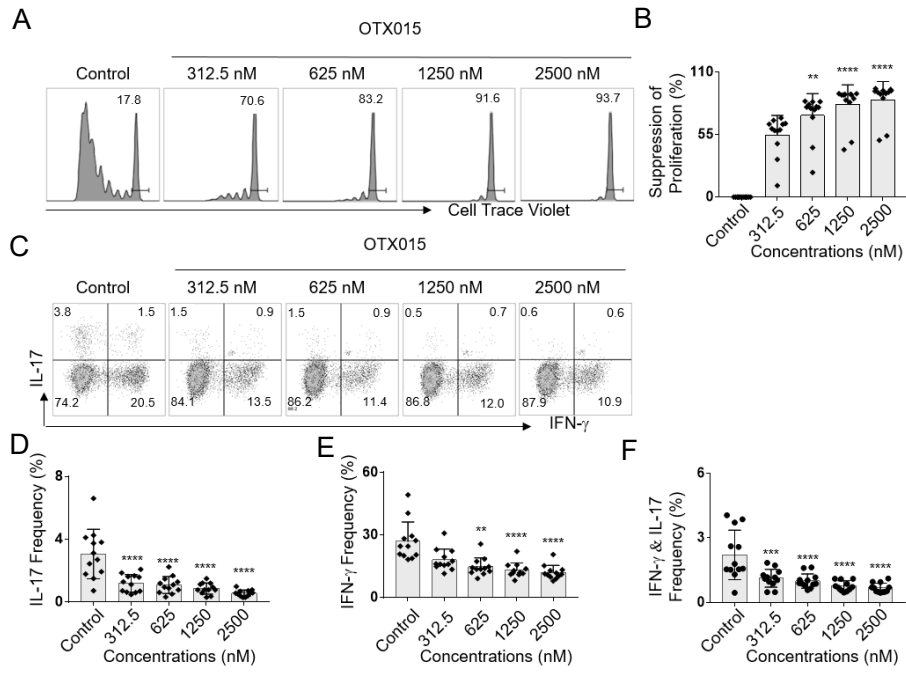 A
OTX015
Control 312.5 nM 625 nM 1250 nM 2500 nM
17.8 70.6 83.2 91.6 93.7
Cell Trace Violet
B
Suppression of
Proliferation (%)
110
55
0
Control 312.5 625 1250 2500
** **** ****
Concentrations (nM)
C
OTX015
Control 312.5 nM 625 nM 1250 nM 2500 nM
3.8 1.5 1.5 0.9 1.5 0.9 0.5 0.7 0.6 0.6
IL-17
74.2 20.5 84.1 13.5 86.2 11.4 86.8 12.0 87.9 10.9
IFN-γ
D
IL-17 Frequency (%)
8
4
0
**** **** **** ****
Control 312.5 625 1250 2500
Concentrations (nM)
E
IFN-γ Frequency (%)
60
30
0
** **** ****
Control 312.5 625 1250 2500
Concentrations (nM)
F
IFN-γ & IL-17
Frequency (%)
6
3
0
*** **** **** ****
Control 312.5 625 1250 2500
Concentrations (nM)